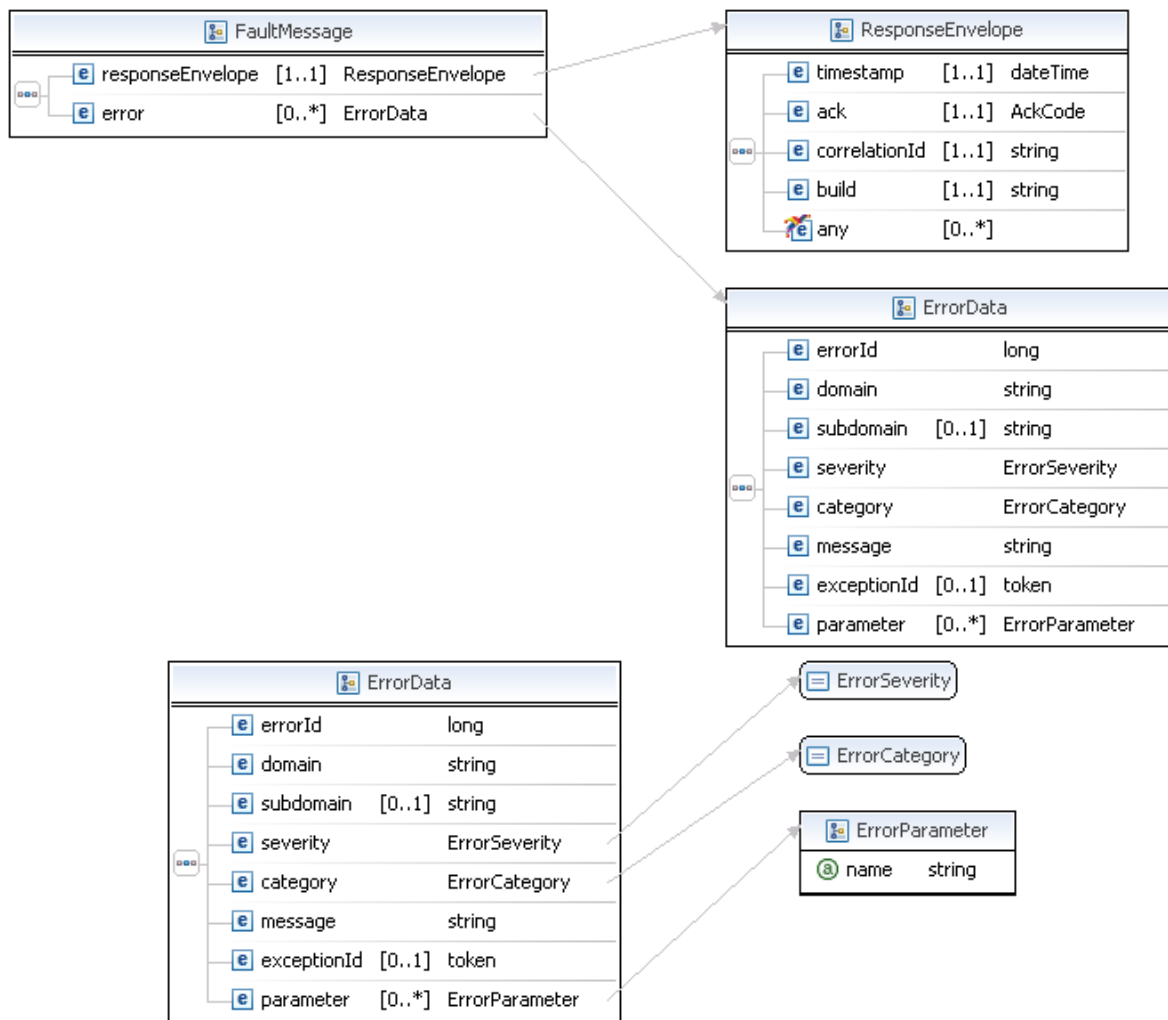 FaultMessage
e responseEnvelope [1..1] ResponseEnvelope
e error [0..*] ErrorData
ResponseEnvelope
e timestamp [1..1] dateTime
e ack [1..1] AckCode
e correlationId [1..1] string
e build [1..1] string
e any [0..*]
ErrorData
e errorId long
e domain string
e subdomain [0..1] string
e severity ErrorSeverity
e category ErrorCategory
e message string
e exceptionId [0..1] token
e parameter [0..*] ErrorParameter
ErrorData
e errorId long
e domain string
e subdomain [0..1] string
e severity ErrorSeverity
e category ErrorCategory
e message string
e exceptionId [0..1] token
e parameter [0..*] ErrorParameter
ErrorSeverity
ErrorCategory
ErrorParameter
a name string